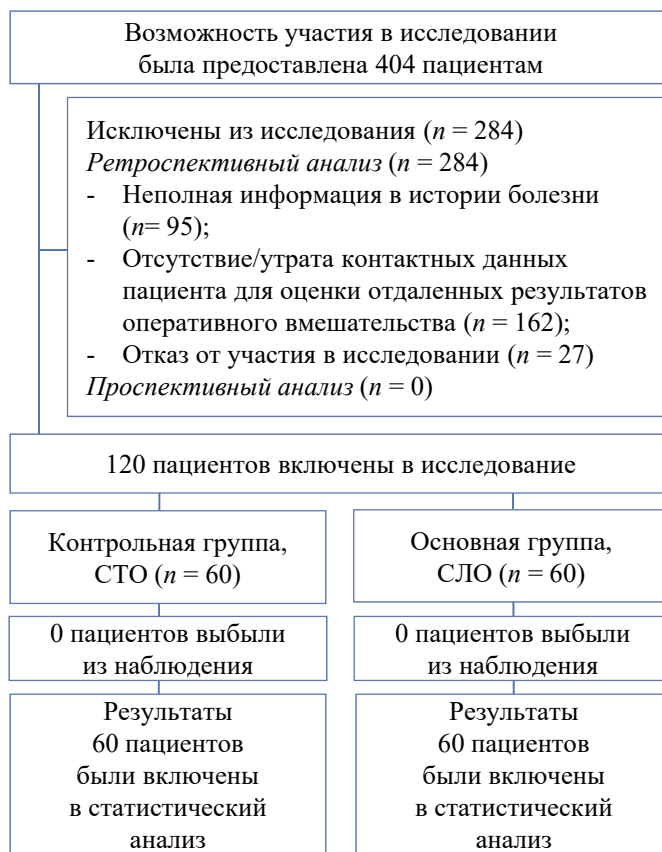 Возможность участия в исследовании
была предоставлена 404 пациентам
Исключены из исследования (n = 284)
Ретроспективный анализ (n = 284)
- Неполная информация в истории болезни
(n= 95);
- Отсутствие/утрата контактных данных
пациента для оценки отдаленных результатов
оперативного вмешательства (n = 162);
- Отказ от участия в исследовании (n = 27)
Проспективный анализ (n = 0)
120 пациентов включены в исследование
Контрольная группа,
СТО (n = 60)
Основная группа,
СЛО (n = 60)
0 пациентов выбыли
из наблюдения
0 пациентов выбыли
из наблюдения
Результаты
60 пациентов
были включены
в статистический
анализ
Результаты
60 пациентов
были включены
в статистический
анализ